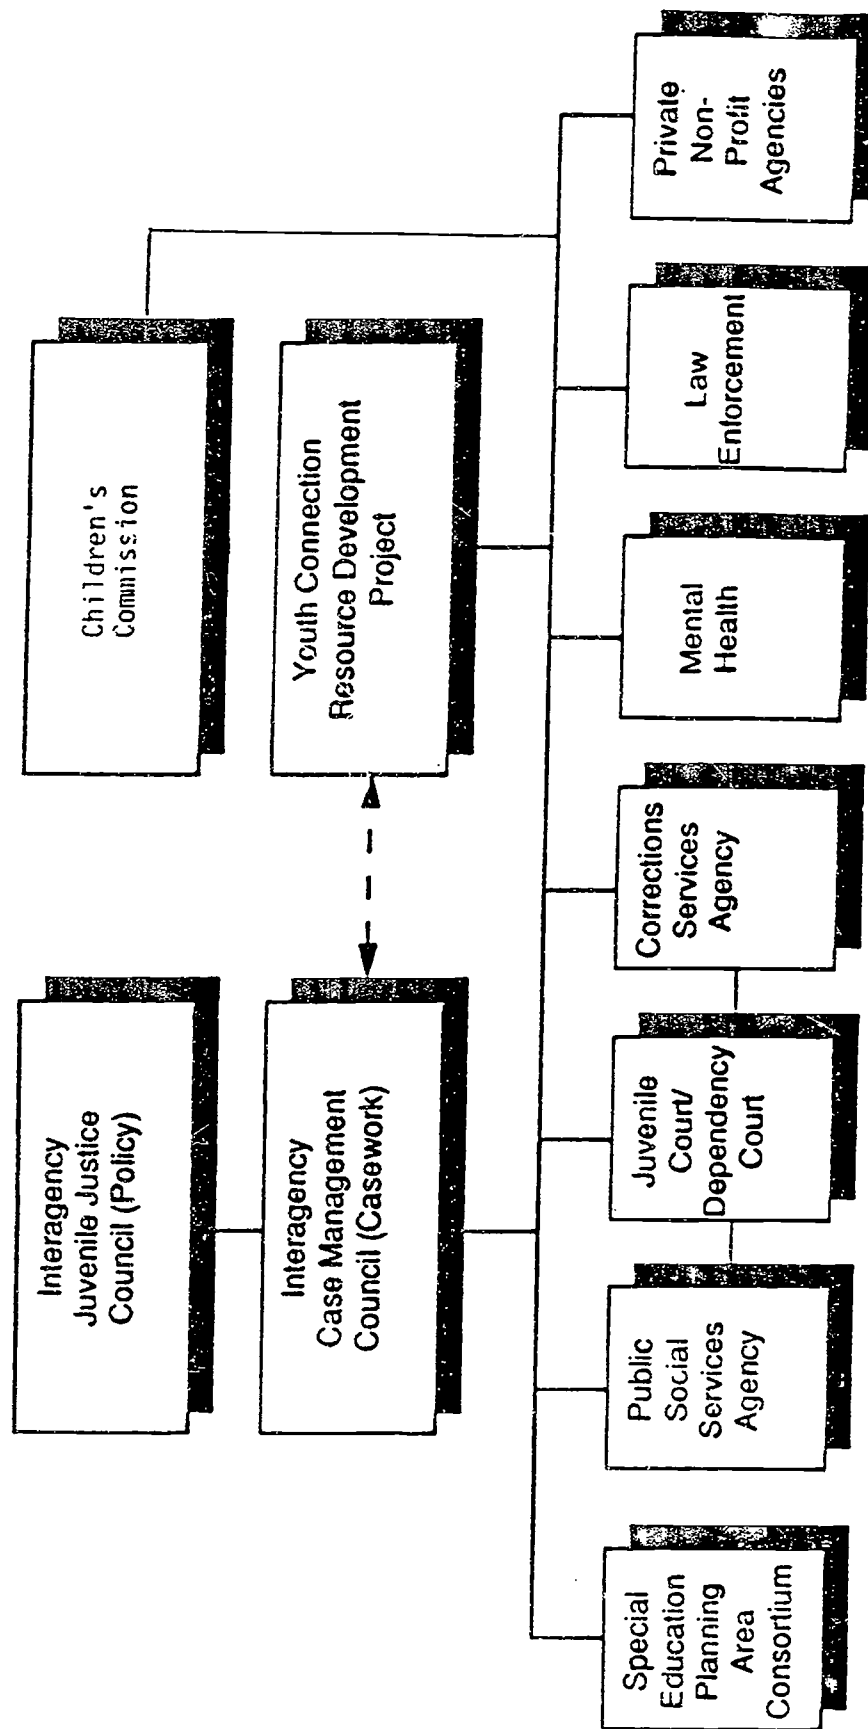 Interagency
Juvenile Justice
Council (Policy)
Children's
Commission
Interagency
Case Management
Council (Casework)
Youth Connection
Resource Development
Project
Special
Education
Planning
Area
Consortium
Public
Social
Services
Agency
Juvenile
Court/
Dependency
Court
Corrections
Services
Agency
Mental
Health
Law
Enforcement
Private
Non-
Profit
Agencies